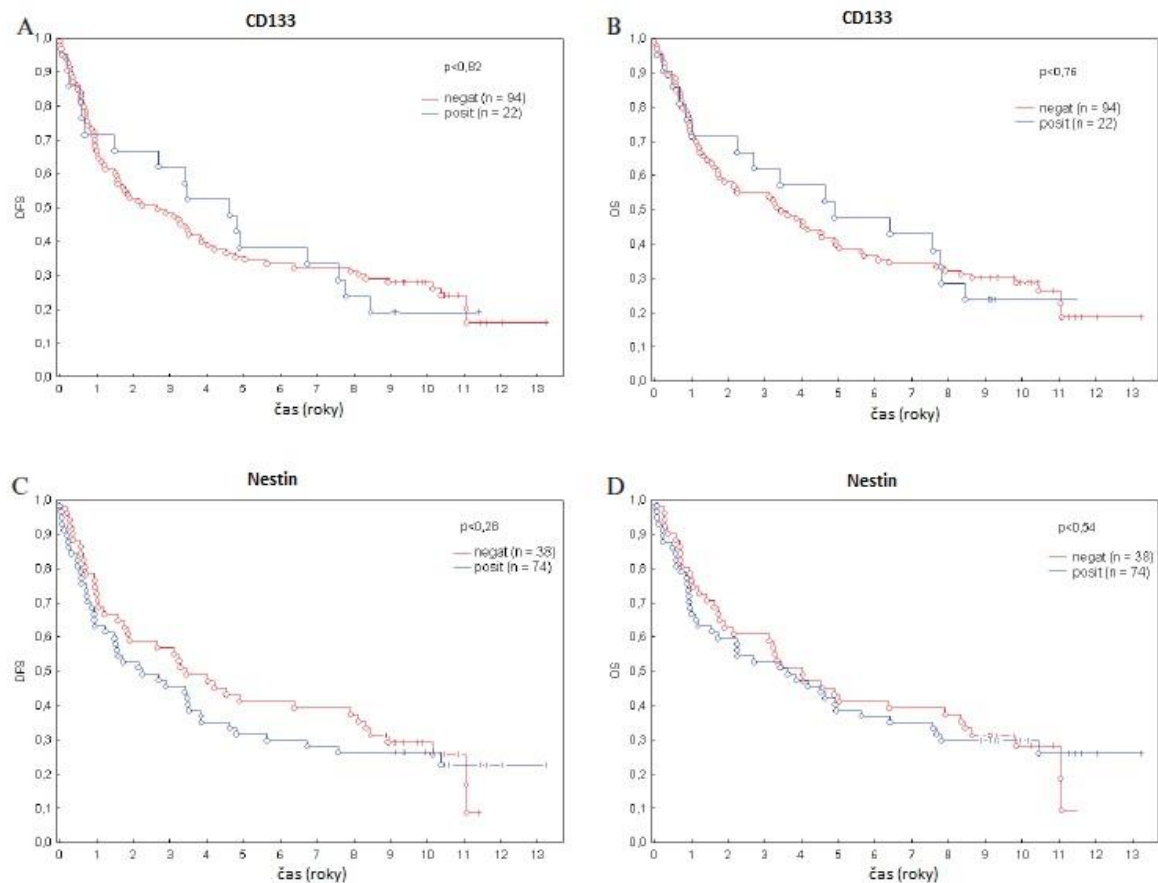 A
CD133
1,0
0,9
0,8
0,7
0,6
0,5
0,4
0,3
0,2
0,1
0,0
DFS
p<0,82
negat (n = 94)
posit (n = 22)
0 1 2 3 4 5 6 7 8 9 10 11 12 13
čas (roky)
B
CD133
1,0
0,9
0,8
0,7
0,6
0,5
0,4
0,3
0,2
0,1
0,0
OS
p<0,76
negat (n = 94)
posit (n = 22)
0 1 2 3 4 5 6 7 8 9 10 11 12 13
čas (roky)
C
Nestin
1,0
0,9
0,8
0,7
0,6
0,5
0,4
0,3
0,2
0,1
0,0
DFS
p<0,28
negat (n = 38)
posit (n = 74)
0 1 2 3 4 5 6 7 8 9 10 11 12 13
čas (roky)
D
Nestin
1,0
0,9
0,8
0,7
0,6
0,5
0,4
0,3
0,2
0,1
0,0
OS
p<0,54
negat (n = 38)
posit (n = 74)
0 1 2 3 4 5 6 7 8 9 10 11 12 13
čas (roky)